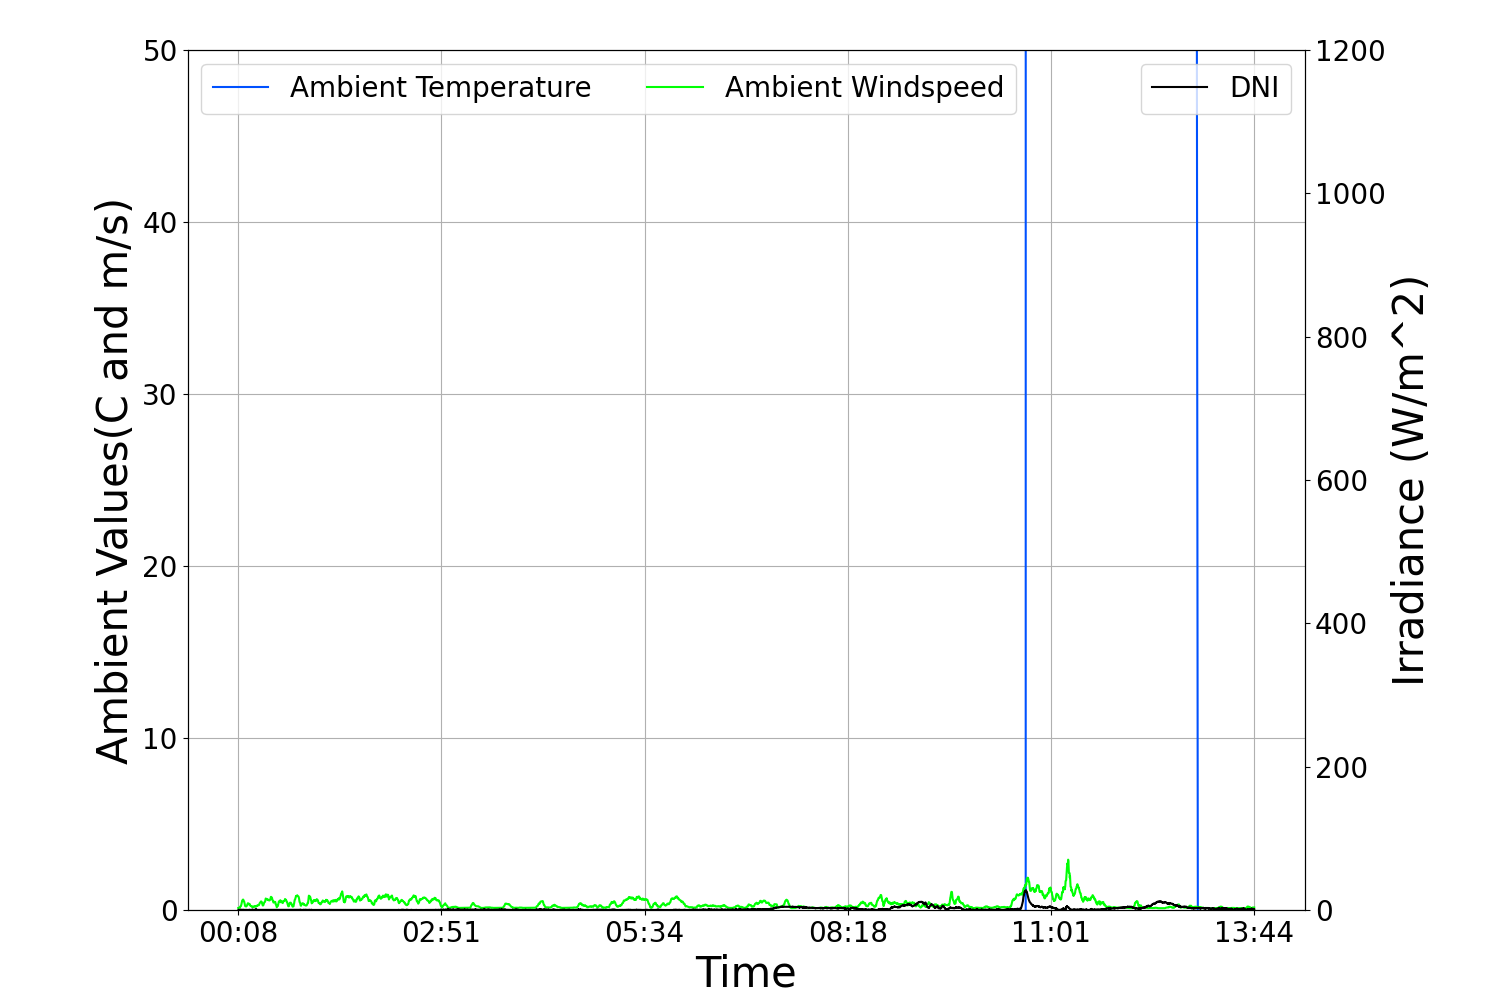 Ambient Temperature
Ambient Windspeed
DNI
Ambient Values(C and m/s)
50
40
30
20
10
0
1200
1000
800
600
400
200
0
Irradiance (W/m^2)
00:08 02:51 05:34 08:18 11:01 13:44
Time